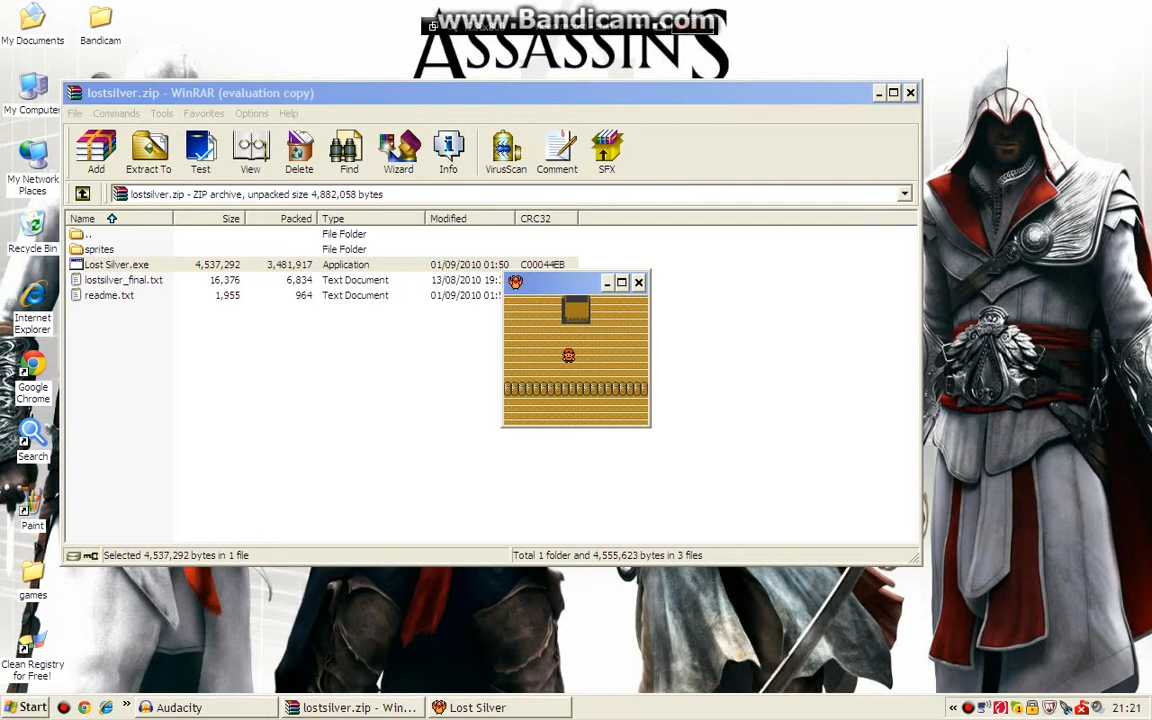 www.Bandicam.com
ASSASSIN'S
My Documents
Bandicam
My Compute
My Network
Places
Recycle Bin
Internet
Explorer
Google
Chrome
Search
Paint
games
Clean Registry
for Free!
lostsilver.zip - WinRAR (evaluation copy)
File Commands Tools Favorites Options Help
Add Extract To Test View Delete Find Wizard Info VirusScan Comment SFX
lostsilver.zip - ZIP archive, unpacked size 4,882,058 bytes
Name Size Packed Type Modified CRC32
.. File Folder
sprites File Folder
Lost Silver.exe 4,537,292 3,481,917 Application 01/09/2010 01:50 C00044EB
lostsilver_final.txt 16,376 6,834 Text Document 13/08/2010 19:
readme.txt 1,955 964 Text Document 01/09/2010 01:
Selected 4,537,292 bytes in 1 file
Total 1 folder and 4,555,623 bytes in 3 files
Start Audacity lostsilver.zip - Win... Lost Silver 21:21